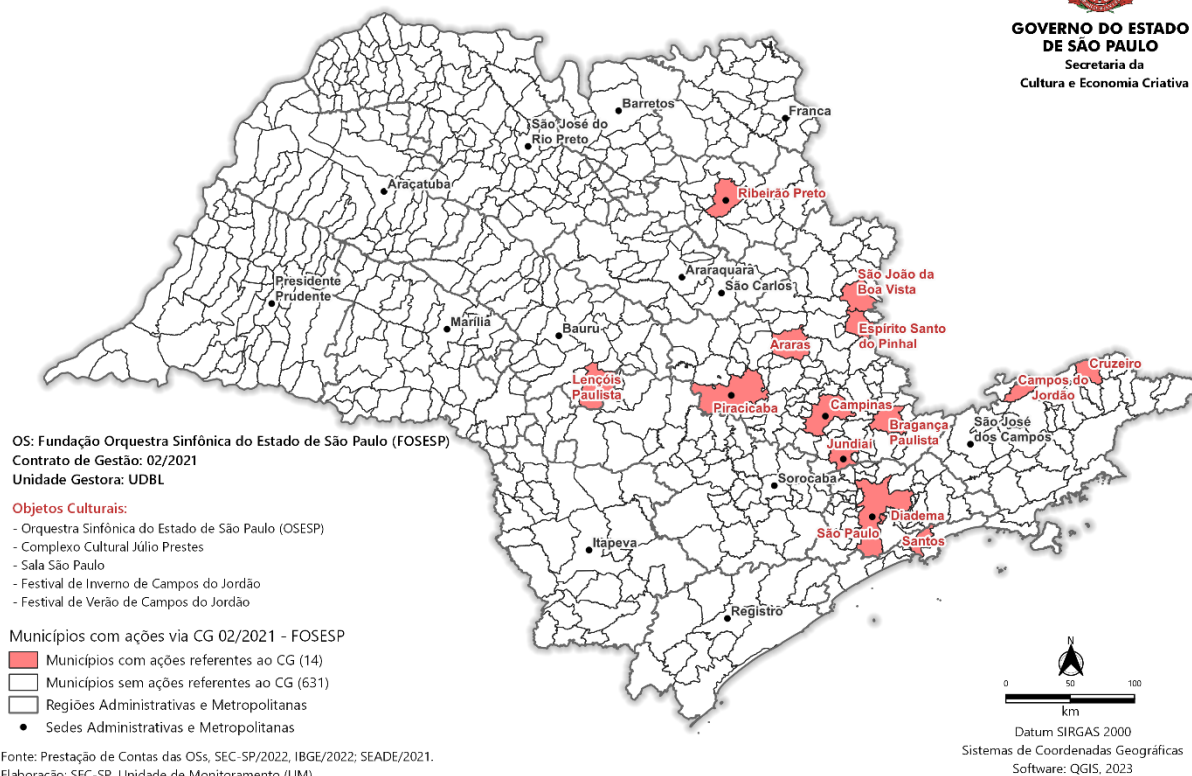 GOVERNO DO ESTADO
DE SÃO PAULO
Secretaria da
Cultura e Economia Criativa
Barretos
Franca
São José do
Rio Preto
Araçatuba
Ribeirão Preto
Araraquara
São Carlos
São João da
Boa Vista
Presidente
Prudente
Marília
Bauru
Espírito Santo
do Pinhal
Araras
Cruzeiro
Lençóis
Paulista
Campos do
Jordão
Piracicaba
Campinas
Bragança
Paulista
São José
dos Campos
Jundiaí
Sorocaba
Diadema
São Paulo
Santos
Itapeva
Registro
OS: Fundação Orquestra Sinfônica do Estado de São Paulo (FOSESP)
Contrato de Gestão: 02/2021
Unidade Gestora: UDBL
Objetos Culturais:
- Orquestra Sinfônica do Estado de São Paulo (OSESP)
- Complexo Cultural Júlio Prestes
- Sala São Paulo
- Festival de Inverno de Campos do Jordão
- Festival de Verão de Campos do Jordão
Municípios com ações via CG 02/2021 - FOSESP
Municípios com ações referentes ao CG (14)
Municípios sem ações referentes ao CG (631)
Regiões Administrativas e Metropolitanas
Sedes Administrativas e Metropolitanas
Fonte: Prestação de Contas das OSs, SEC-SP/2022, IBGE/2022; SEADE/2021.
Elaboração: SEC-SP, Unidade de Monitoramento (UM)
N
0 50 100
km
Datum SIRGAS 2000
Sistemas de Coordenadas Geográficas
Software: QGIS, 2023